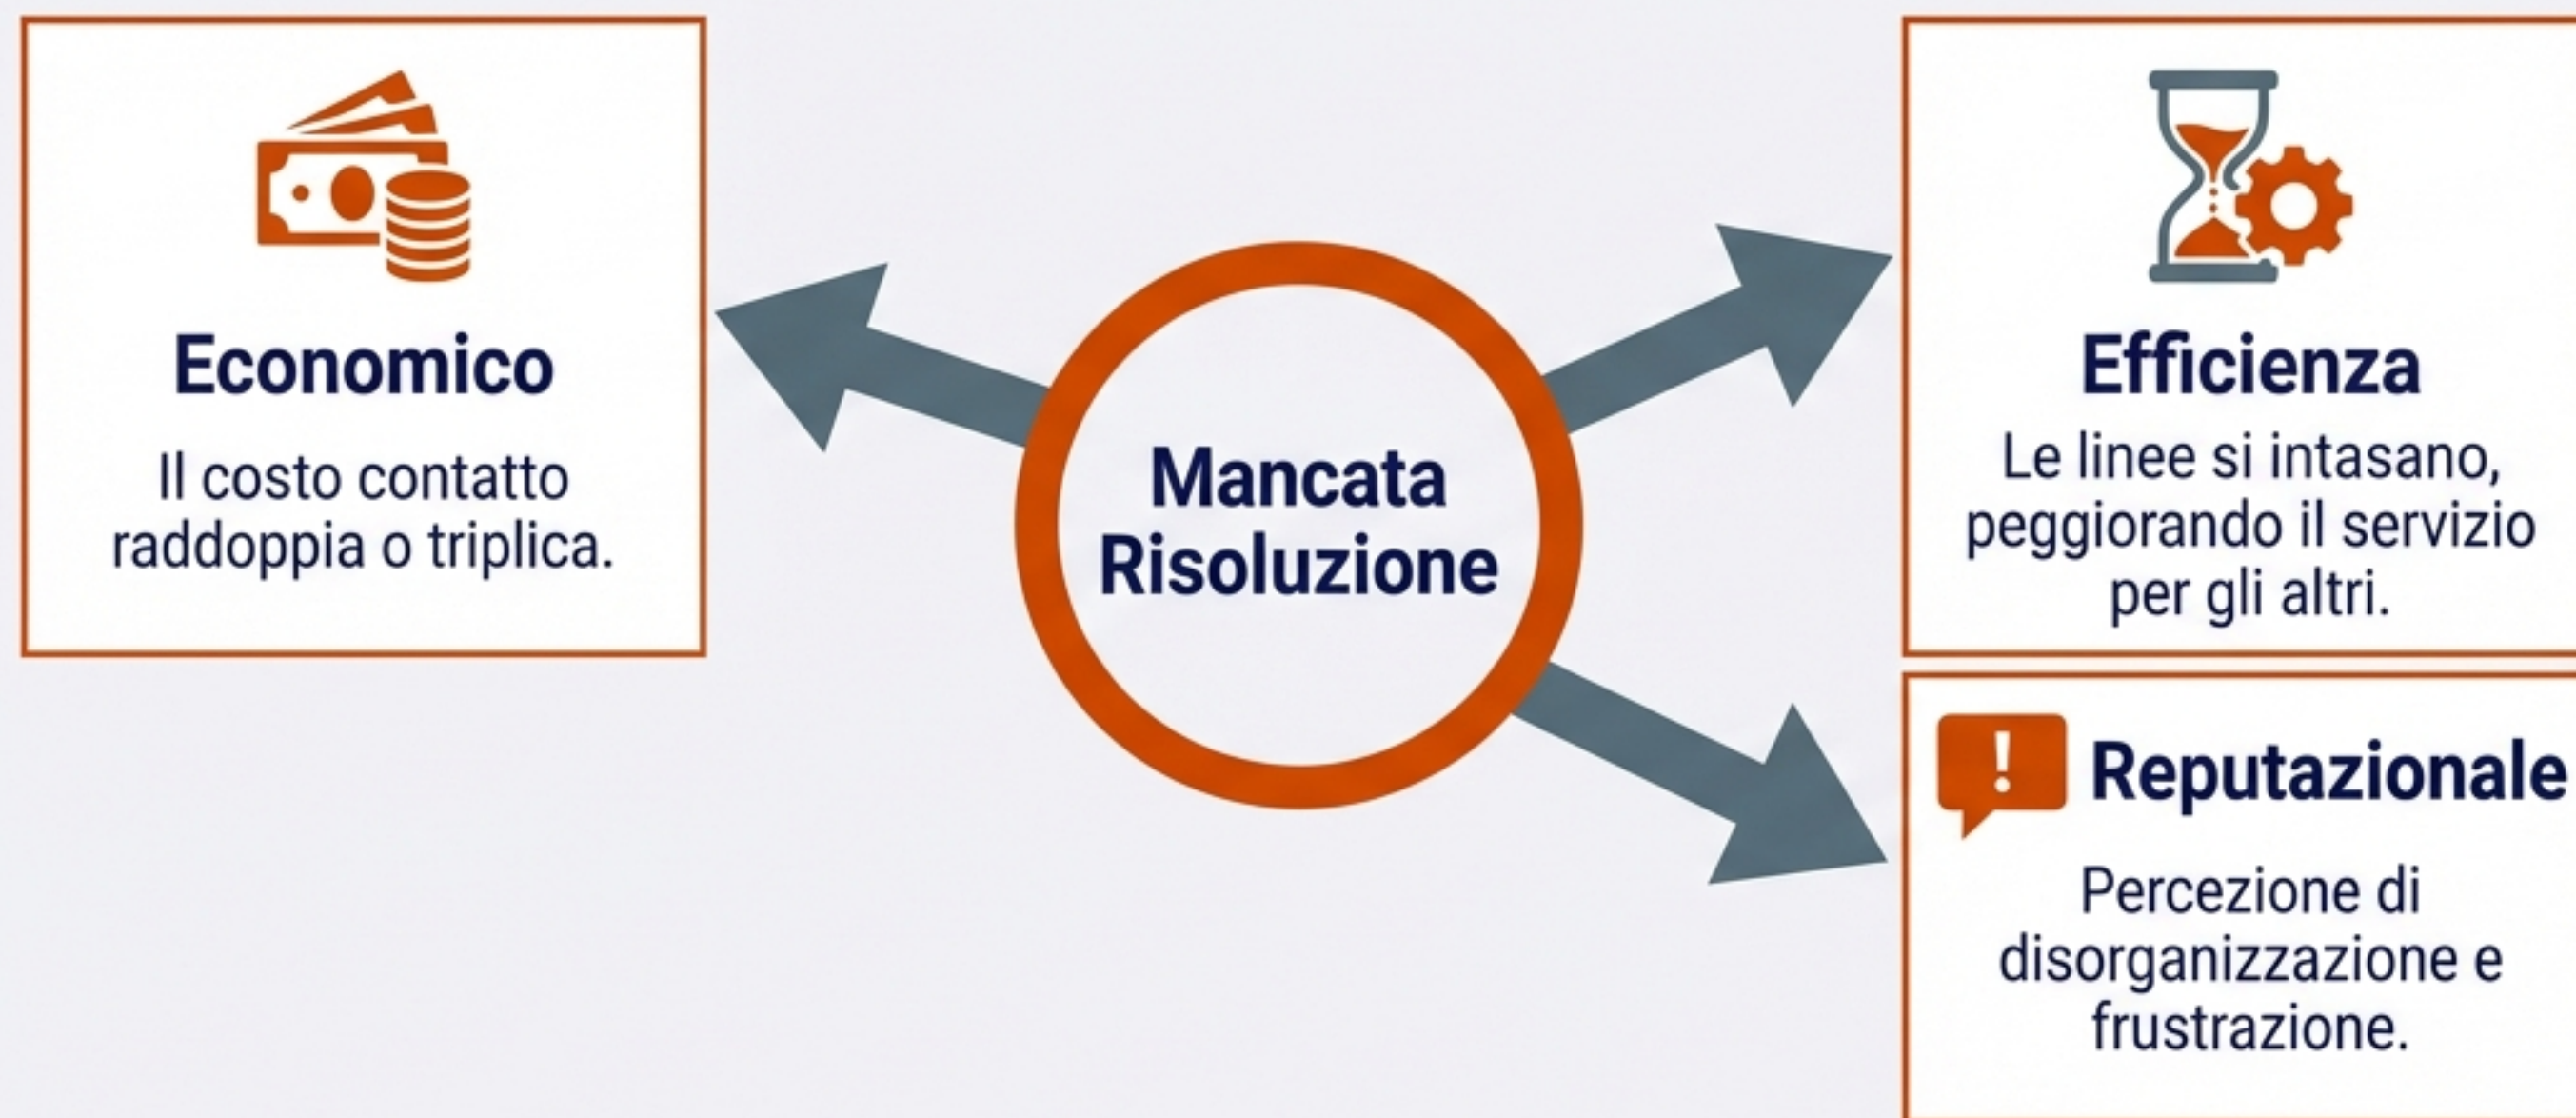 Economico
Il costo contatto
raddoppia o triplica.
Mancata
Risoluzione
Efficienza
Le linee si intasano,
peggiorando il servizio
per gli altri.
!
Reputazionale
Percezione di
disorganizzazione e
frustrazione.